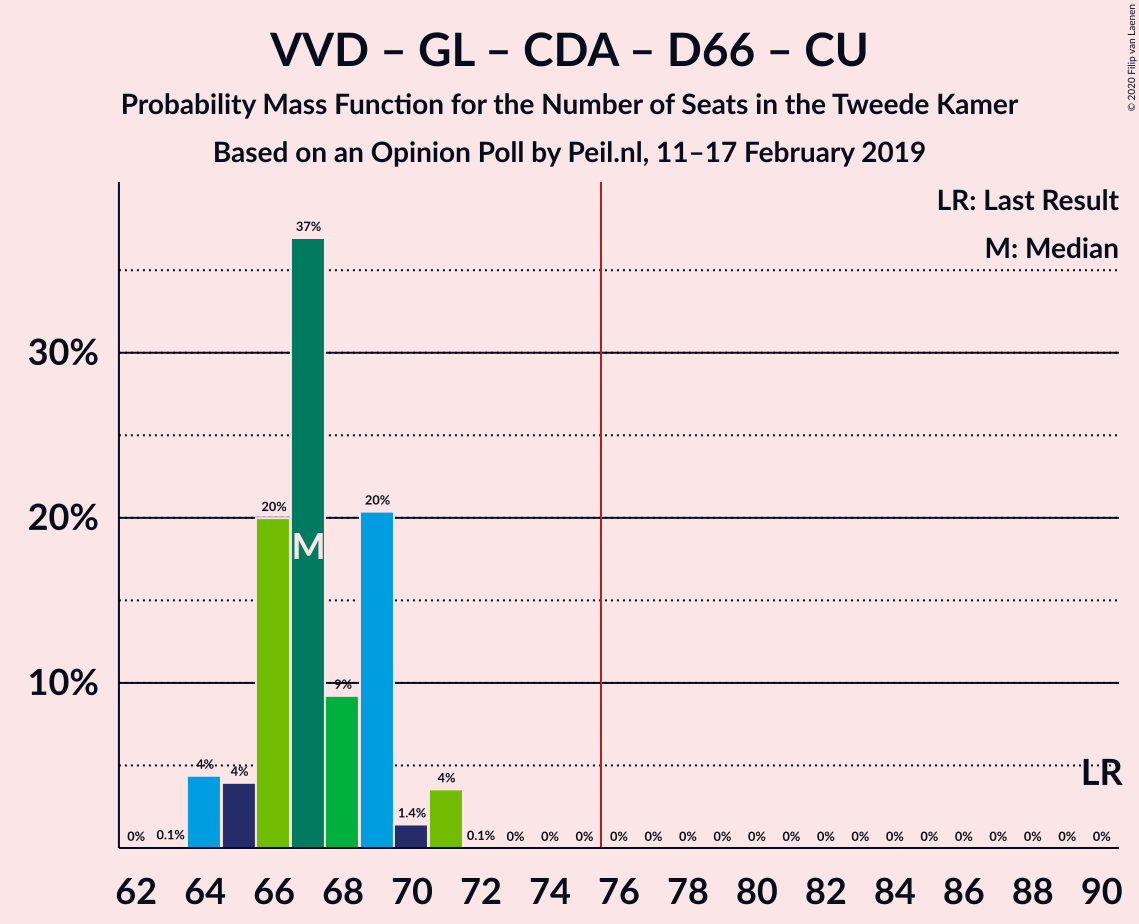 VVD – GL – CDA – D66 – CU
Probability Mass Function for the Number of Seats in the Tweede Kamer
Based on an Opinion Poll by Peil.nl, 11–17 February 2019
© 2020 Filip van Laenen
LR: Last Result
M: Median
37%
30%
20% 20%
20%
M
10%
9%
4% 4% 4%
LR
1.4%
0% 0.1% 0.1% 0% 0% 0% 0% 0% 0% 0% 0% 0% 0% 0% 0% 0% 0% 0% 0% 0%
62 64 66 68 70 72 74 76 78 80 82 84 86 88 90